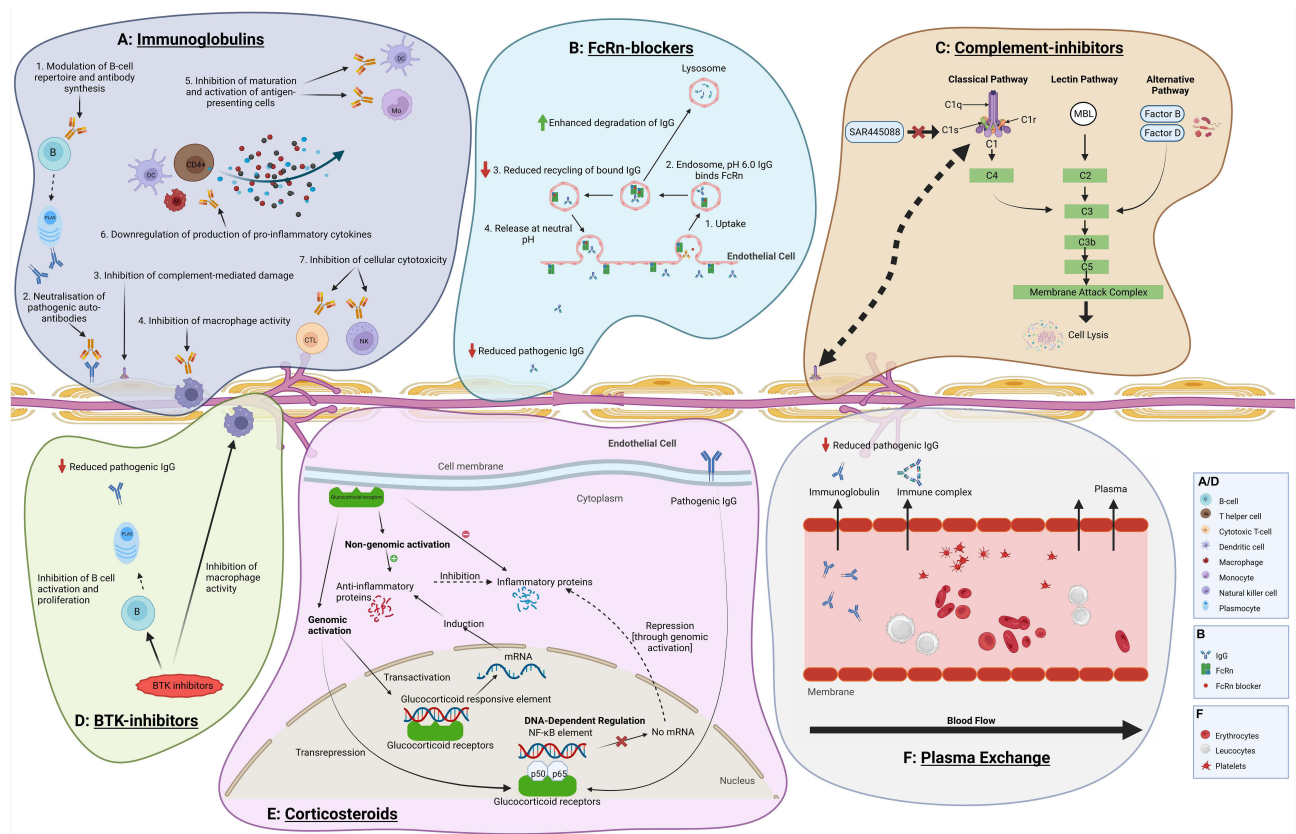 A: Immunoglobulins
1. Modulation of B-cell
repertoire and antibody
synthesis
B
PLAS
2. Neutralisation of
pathogenic auto-
antibodies
3. Inhibition of complement-mediated damage
4. Inhibition of macrophage activity
5. Inhibition of maturation
and activation of antigen-
presenting cells
DC
Mo
DC
CD4+
M
6. Downregulation of production of pro-inflammatory cytokines
7. Inhibition of cellular cytotoxicity
CTL
NK
B: FcRn-blockers
Lysosome
Enhanced degradation of IgG
3. Reduced recycling of bound IgG
2. Endosome, pH 6.0 IgG
binds FcRn
4. Release at neutral
pH
1. Uptake
Endothelial Cell
Reduced pathogenic IgG
C: Complement-inhibitors
Classical Pathway
Lectin Pathway
Alternative
Pathway
C1q
C1s
C1r
C1
SAR445088
MBL
Factor B
Factor D
C4
C2
C3
C3b
C5
Membrane Attack Complex
Cell Lysis
Reduced pathogenic IgG
PLAS
Inhibition of B cell
activation and
proliferation
B
Inhibition of
macrophage
activity
BTK inhibitors
D: BTK-inhibitors
Endothelial Cell
Cell membrane
Glucocorticoid receptors
Cytoplasm
Pathogenic IgG
Non-genomic activation
Anti-inflammatory
proteins
Inhibition
Inflammatory proteins
Genomic
activation
Induction
Repression
[through genomic
activation]
mRNA
Transactivation
Glucocorticoid responsive element
Glucocorticoid receptors
DNA-Dependent Regulation
NF-κB element
No mRNA
Transrepression
p50
p65
Glucocorticoid receptors
Nucleus
E: Corticosteroids
Reduced pathogenic IgG
Immunoglobulin
Immune complex
Plasma
Membrane
Blood Flow
F: Plasma Exchange
A/D
B-cell
T helper cell
Cytotoxic T-cell
Dendritic cell
Macrophage
Monocyte
Natural killer cell
Plasmocyte
B
IgG
FcRn
FcRn blocker
F
Erythrocytes
Leucocytes
Platelets